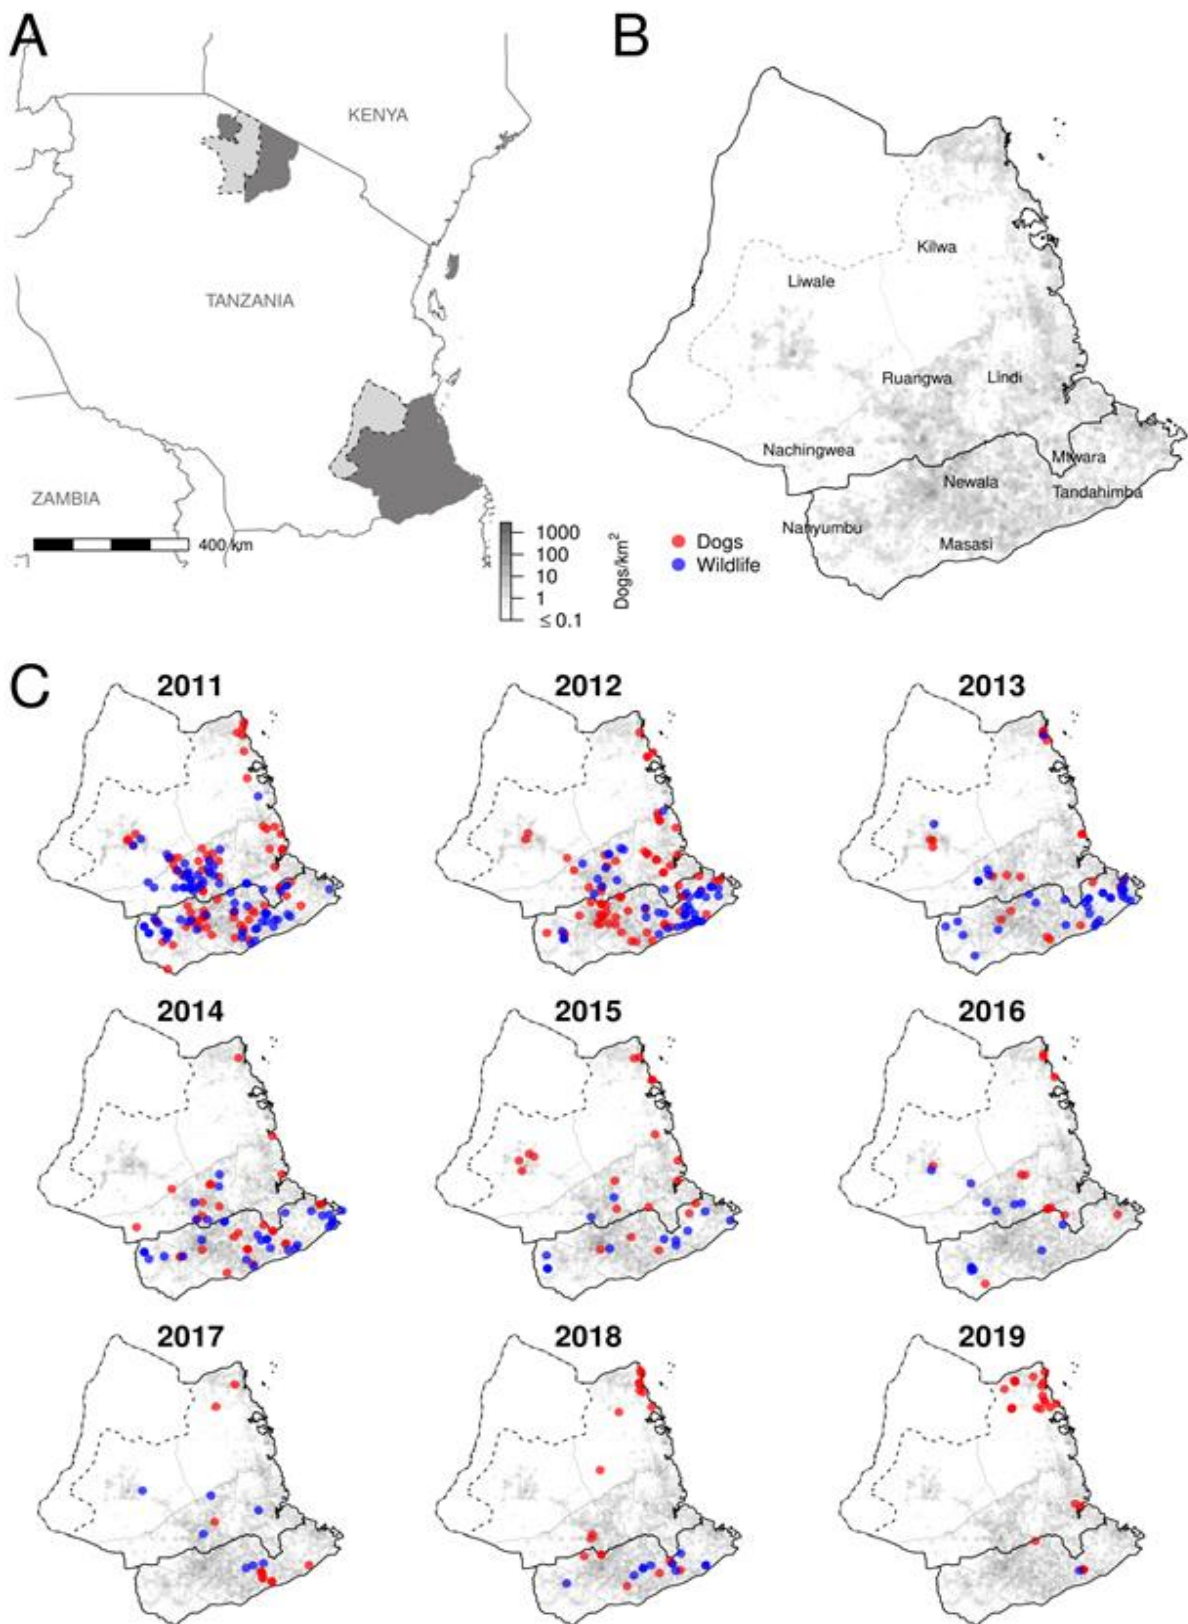 A
KENYA
TANZANIA
ZAMBIA
400 km
1000
100
10
1
≤ 0.1
Dogs/km²
B
Kilwa
Liwale
Ruangwa
Lindi
Nachingwea
Mtwara
Newala
Tandahimba
Nanyumbu
Masasi
Dogs
Wildlife
C
2011
2012
2013
2014
2015
2016
2017
2018
2019